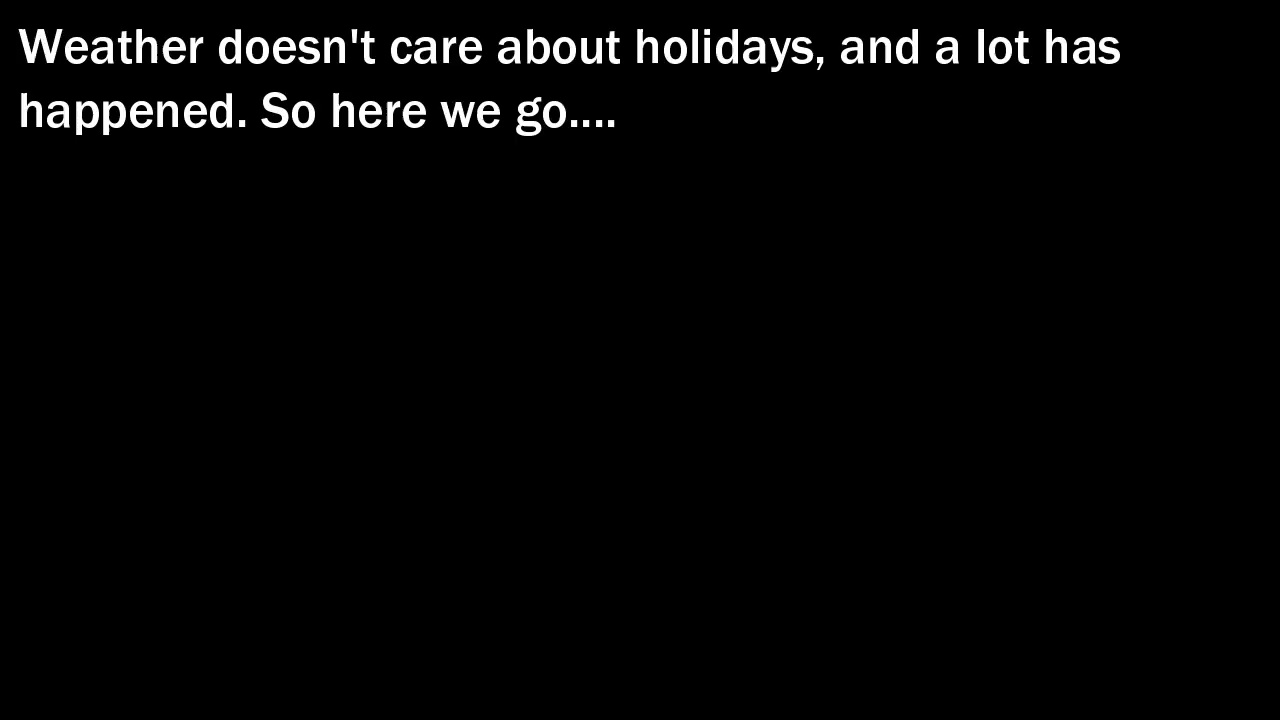 Weather doesn't care about holidays, and a lot has
happened. So here we go....